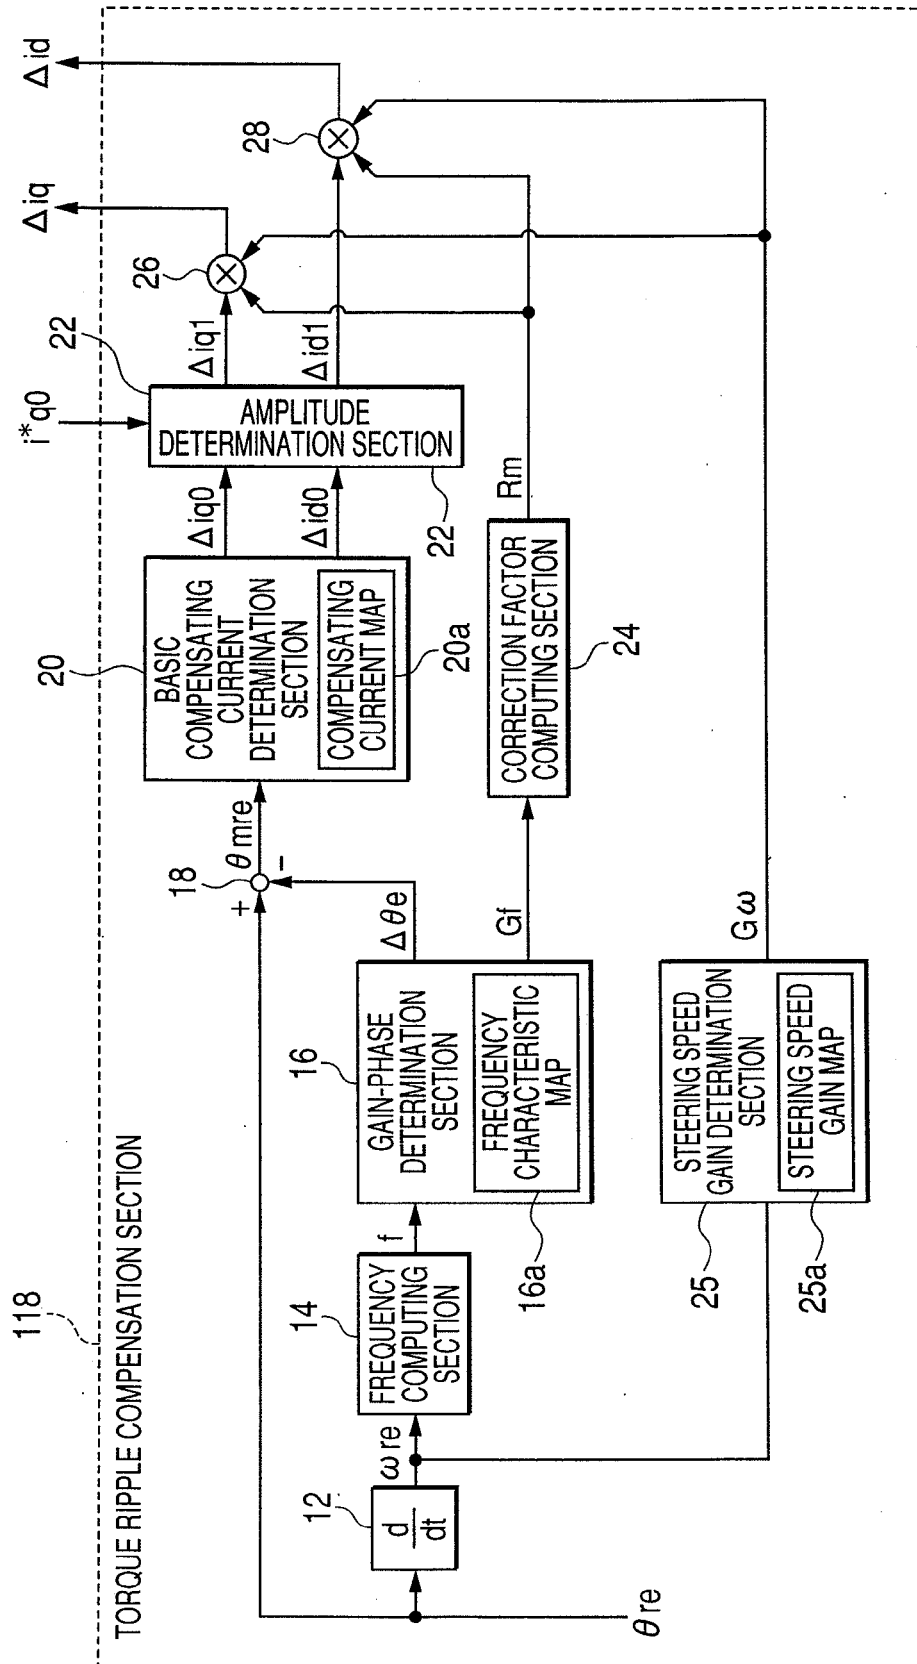 118
TORQUE RIPPLE COMPENSATION SECTION
θre
12
d
dt
ωre
14
FREQUENCY
COMPUTING
SECTION
f
16
GAIN-PHASE
DETERMINATION
SECTION
FREQUENCY
CHARACTERISTIC
MAP
16a
Δθe
Gf
18
+
-
θmre
20
BASIC
COMPENSATING
CURRENT
DETERMINATION
SECTION
COMPENSATING
CURRENT MAP
20a
Δiq0
Δid0
i*q0
22
AMPLITUDE
DETERMINATION SECTION
22
Δiq1
Δid1
26
×
28
×
Δiq
Δid
CORRECTION FACTOR
COMPUTING SECTION
24
Rm
STEERING SPEED
GAIN DETERMINATION
SECTION
STEERING SPEED
GAIN MAP
25
25a
Gω